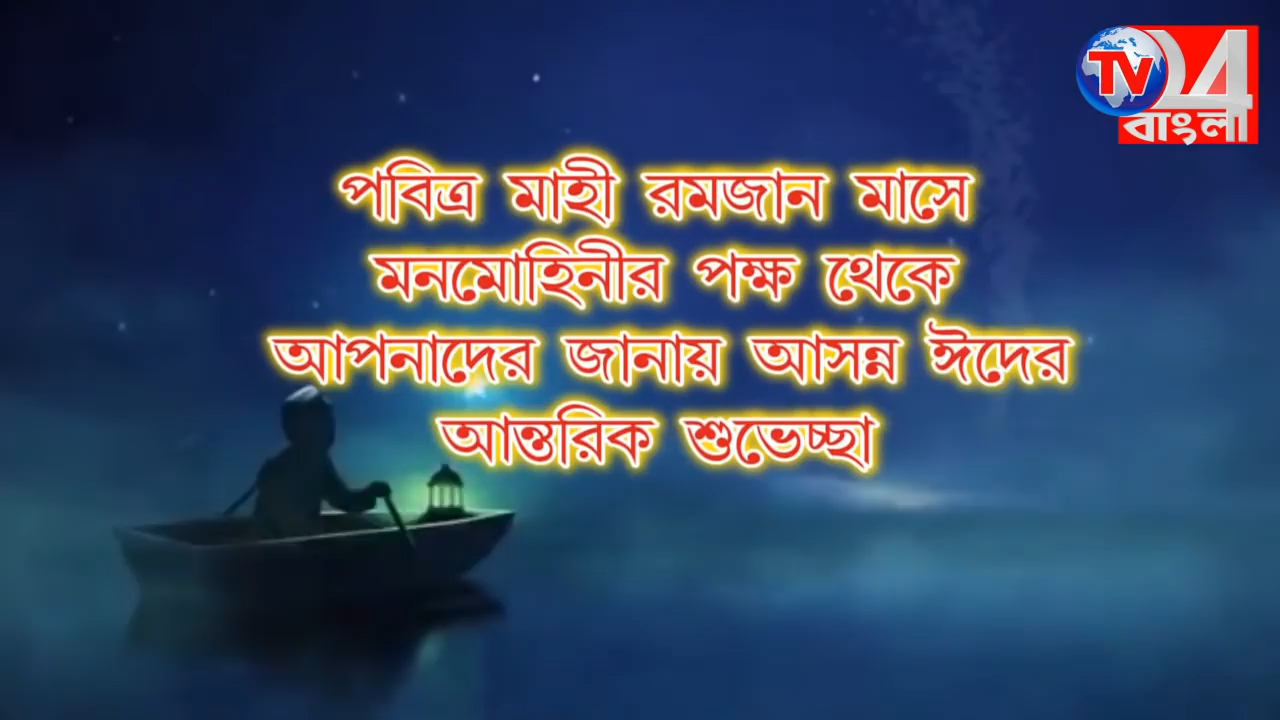 TV 24
বাংলা
পবিত্র মাহী রমজান মাসে
মনমোহিনীর পক্ষ থেকে
আপনাদের জানায় আসন্ন ঈদের
আন্তরিক শুভেচ্ছা